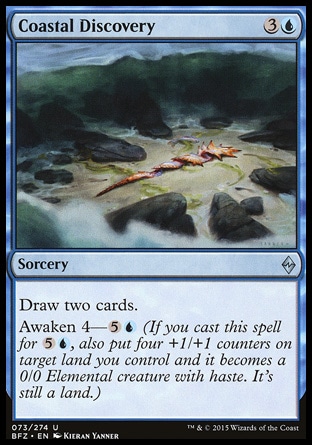 Coastal Discovery 3
Sorcery
Draw two cards.
Awaken 4—5 (If you cast this spell
for 5 , also put four +1/+1 counters on
target land you control and it becomes a
0/0 Elemental creature with haste. It's
still a land.)
073/274 U
BFZ • EN Kieran Yanner
™ & © 2015 Wizards of the Coast